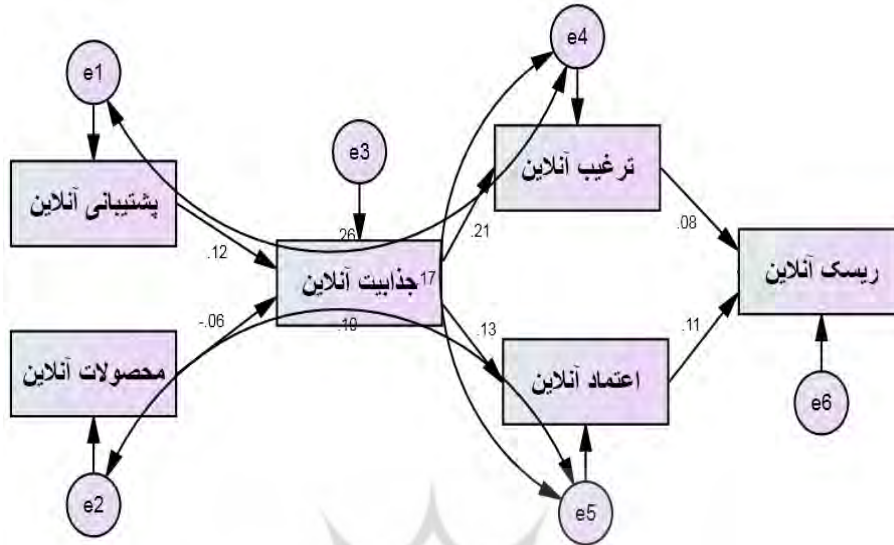 e1
e4
e3
پشتیبانی آنلاین
ترغیب آنلاین
.12
.26
.21
.08
جذابیت آنلاین
.17
ریسک آنلاین
-.06
.19
.13
.11
محصولات آنلاین
اعتماد آنلاین
e6
e2
e5